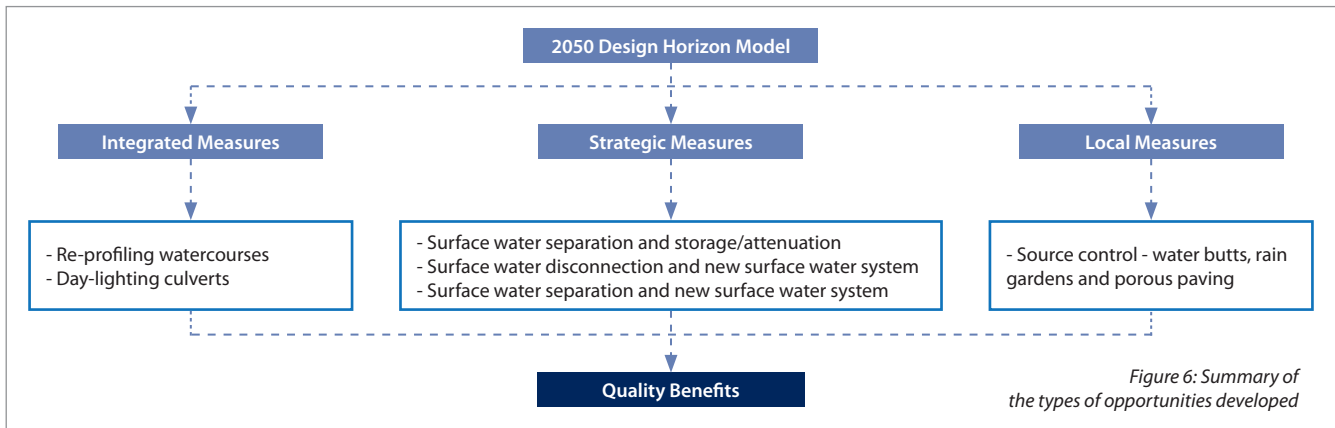 2050 Design Horizon Model
Integrated Measures
Strategic Measures
Local Measures
- Re-profiling watercourses
- Day-lighting culverts
- Surface water separation and storage/attenuation
- Surface water disconnection and new surface water system
- Surface water separation and new surface water system
- Source control - water butts, rain
gardens and porous paving
Quality Benefits
Figure 6: Summary of
the types of opportunities developed